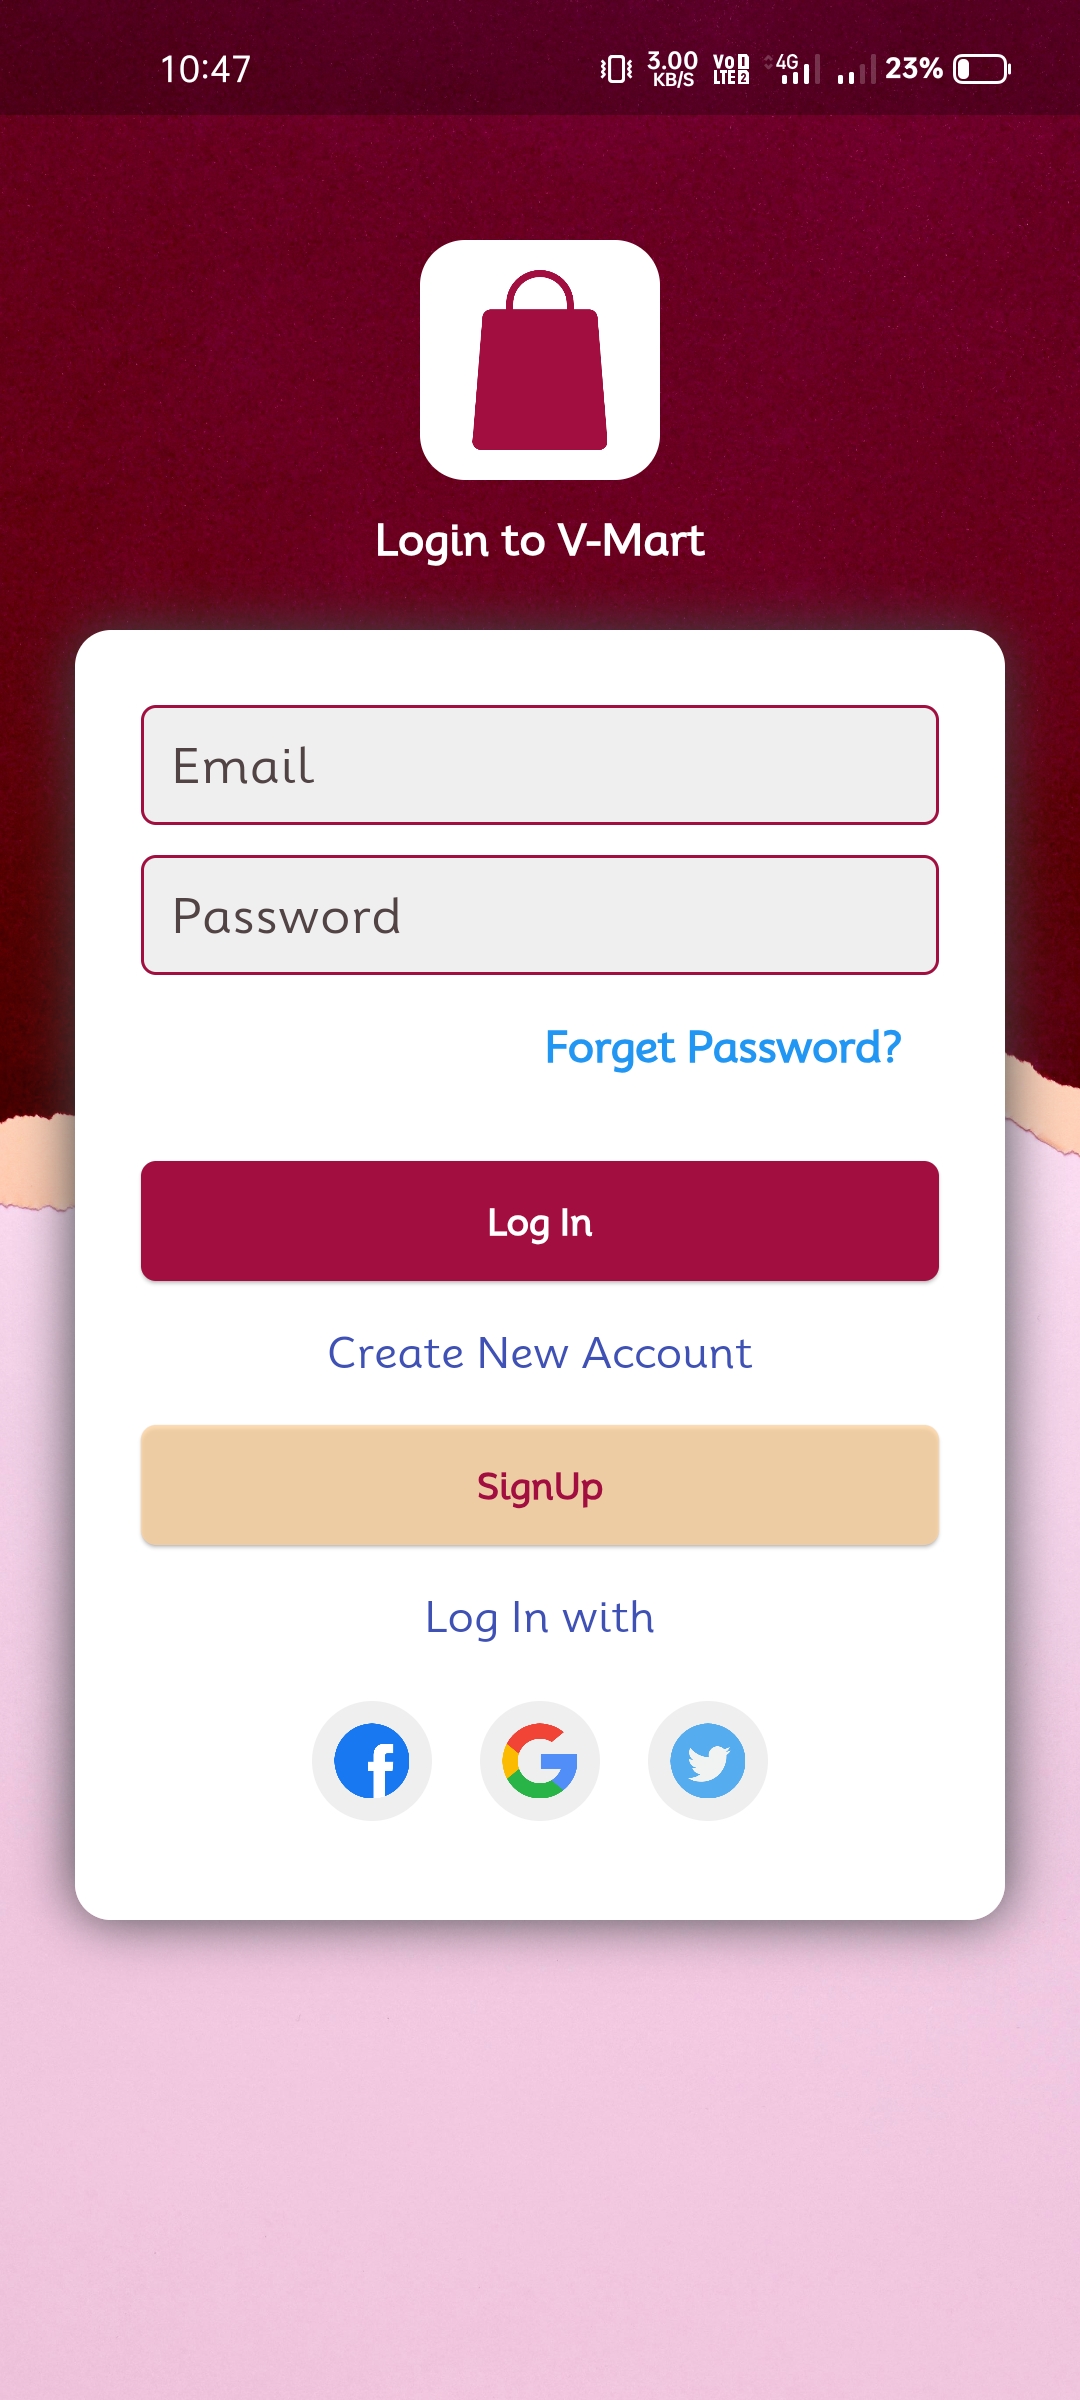 10:47
3.00
KB/S
Vo
LTE 2
4G
23%
Login to V-Mart
Email
Password
Forget Password?
Log In
Create New Account
SignUp
Log In with